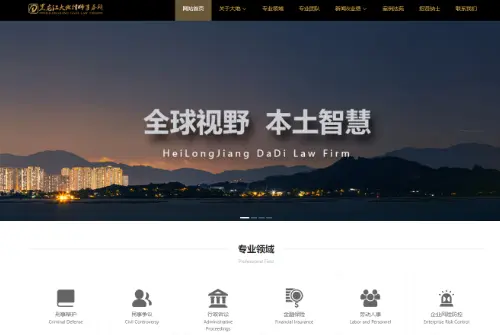 黑龙江大地律师事务所
网站首页 关于大地 专业领域 专业团队 新闻及业绩 案例法苑 招贤纳士 联系我们
全球视野 本土智慧
HeiLongJiang DaDi Law Firm
专业领域
Professional Field
刑事辩护 民事争议 行政诉讼 金融保险 劳动人事 企业风险防控
Criminal Defense Civil Controversy Administrative Financial Insurance Labor and Personnel Enterprise Risk Control
Proceedings